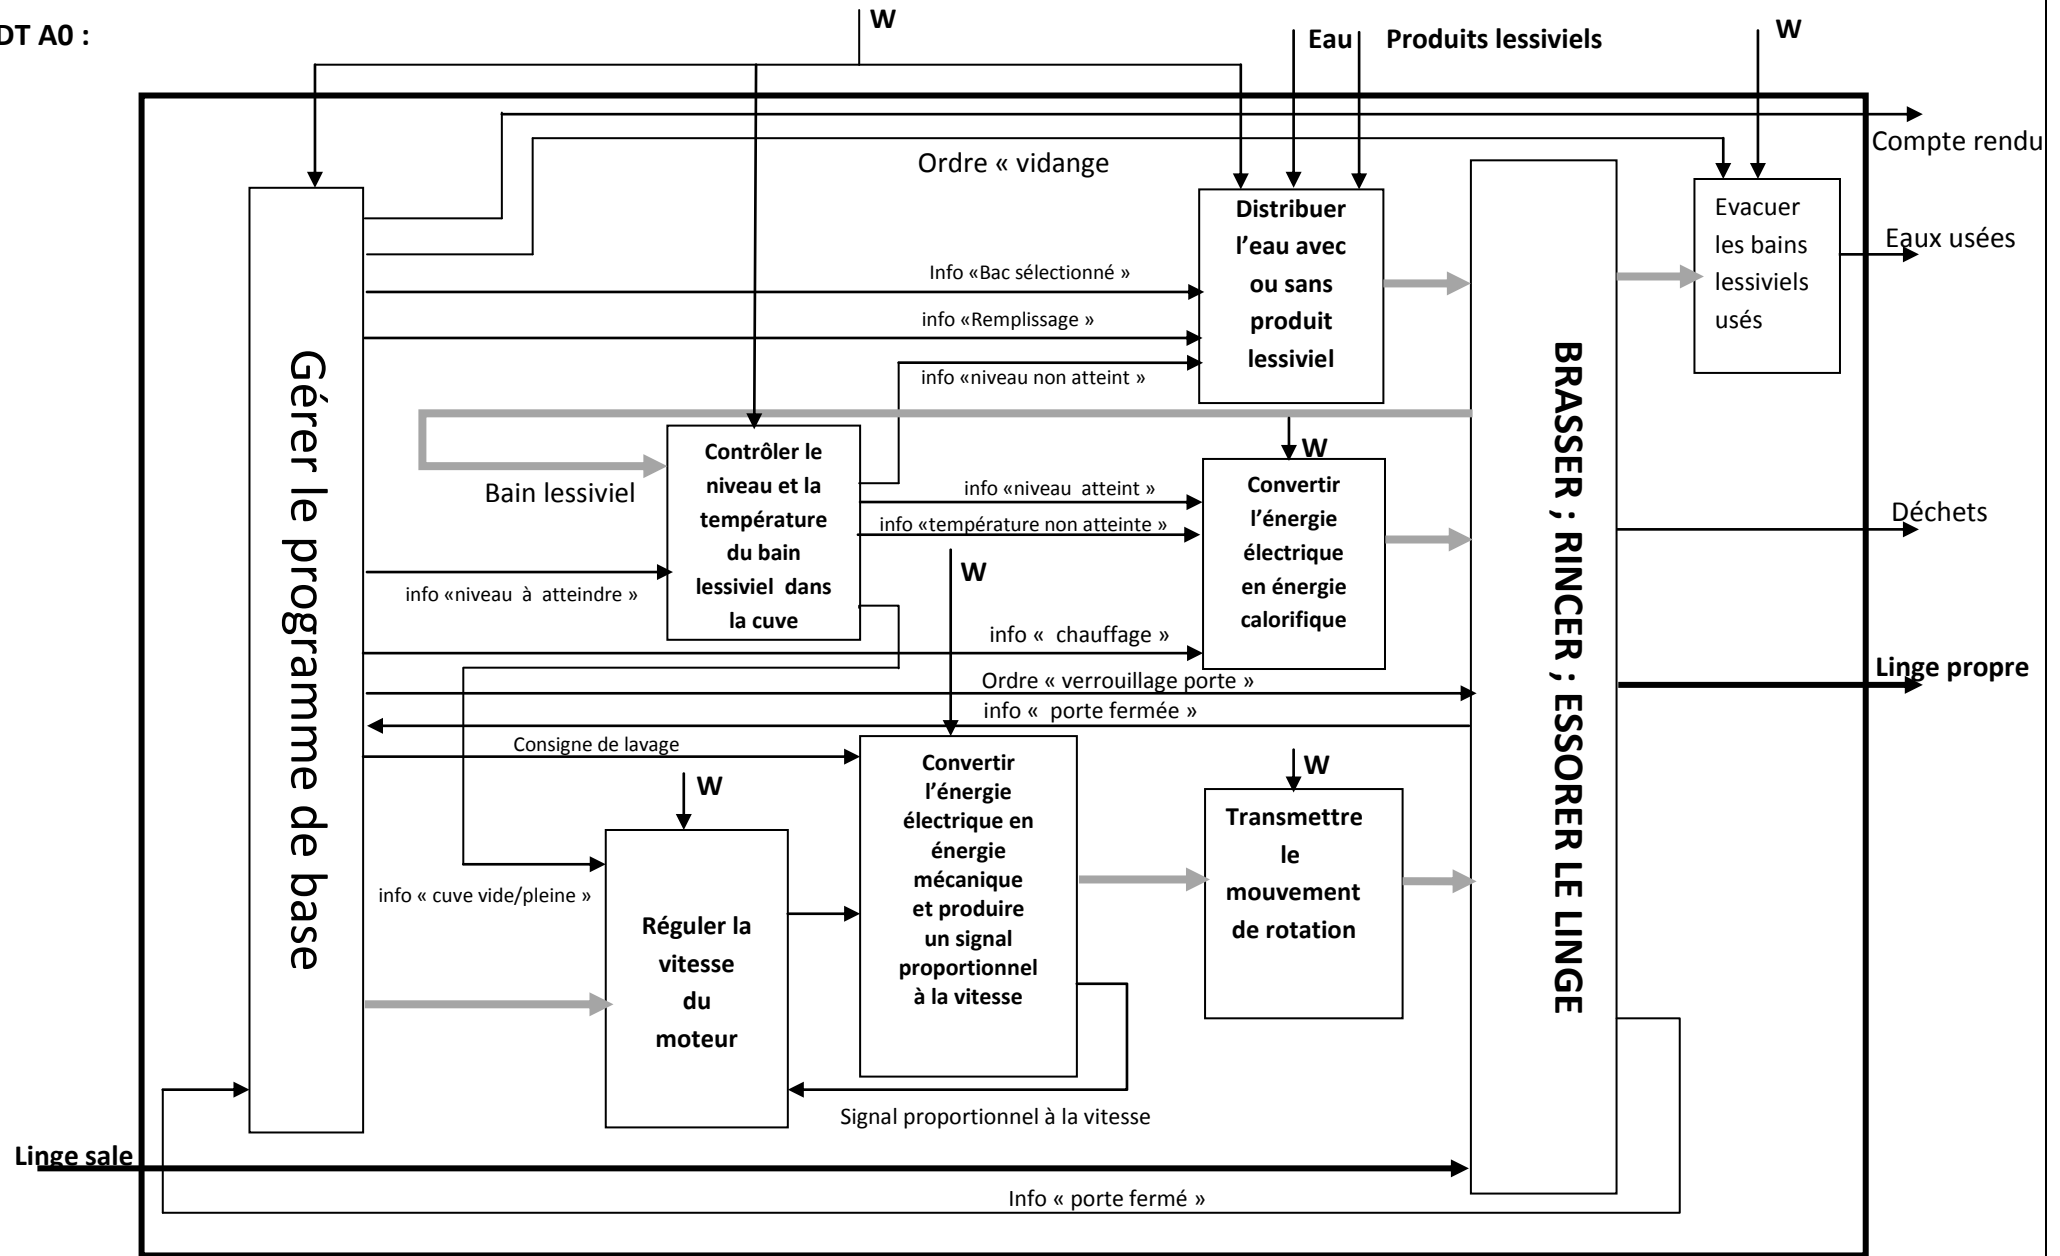 DT A0 :
W
Eau
Produits lessiviels
W
Compte rendu
Ordre « vidange
Distribuer
l’eau avec
ou sans
produit
lessiviel
Evacuer
les bains
lessiviels
usés
Eaux usées
Info «Bac sélectionné »
info «Remplissage »
info «niveau non atteint »
Gérer le programme de base
BRASSER ; RINCER ; ESSORER LE LINGE
Bain lessiviel
Contrôler le
niveau et la
température
du bain
lessiviel dans
la cuve
W
info «niveau atteint »
info «température non atteinte »
Convertir
l’énergie
électrique
en énergie
calorifique
Déchets
W
info «niveau à atteindre »
info « chauffage »
Ordre « verrouillage porte »
info « porte fermée »
Linge propre
Consigne de lavage
W
Convertir
l’énergie
électrique en
énergie
mécanique
et produire
un signal
proportionnel
à la vitesse
W
Transmettre
le
mouvement
de rotation
info « cuve vide/pleine »
Réguler la
vitesse
du
moteur
Signal proportionnel à la vitesse
Linge sale
Info « porte fermé »